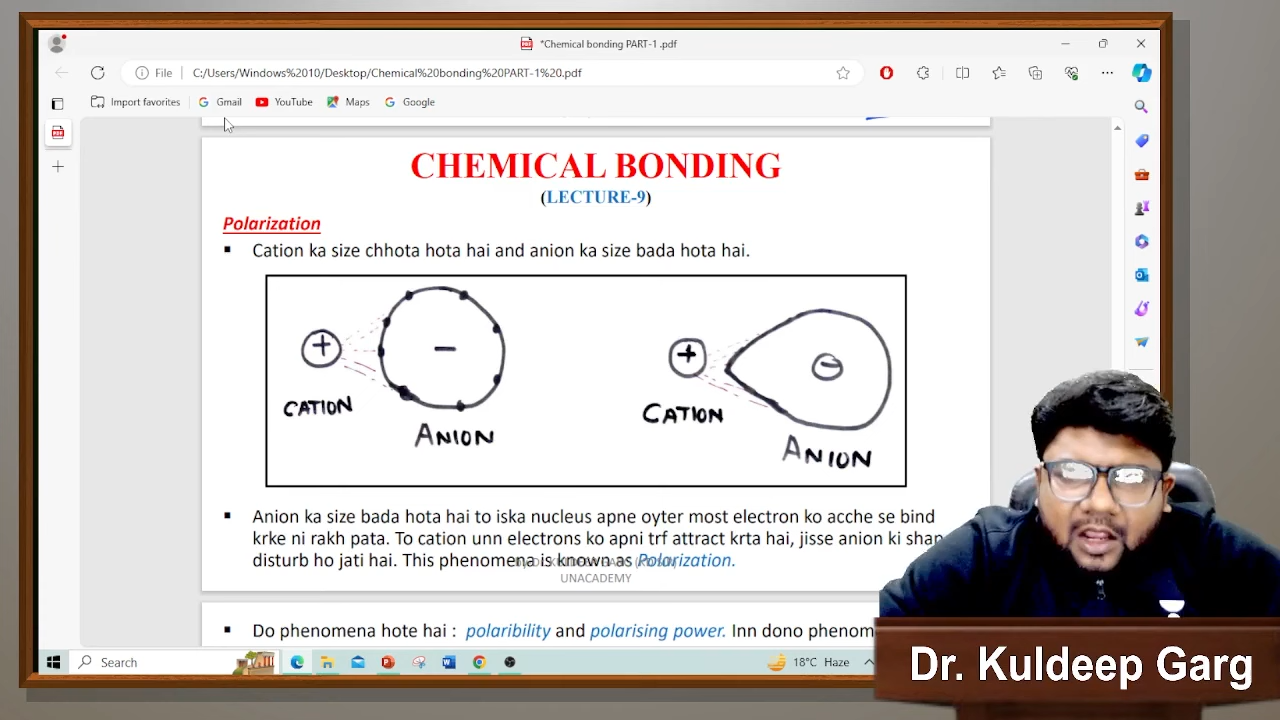 *Chemical bonding PART-1 .pdf
File C:/Users/Windows%2010/Desktop/Chemical%20Bonding%20PART-1%20.pdf
Import favorites Gmail YouTube Maps Google
CHEMICAL BONDING
(LECTURE-9)
Polarization
▪ Cation ka size chhota hota hai and anion ka size bada hota hai.
+ − + −
CATION ANION
CATION ANION
▪ Anion ka size bada hota hai to iska nucleus apne oyter most electron ko acche se bind
krke ni rakh pata. To cation unn electrons ko apni trf attract krta hai, jisse anion ki
disturb ho jati hai. This phenomena is known as Polarization.
UNACADEMY
▪ Do phenomena hote hai : polaribility and polarising power. Inn dono
Search 18°C Haze
Dr. Kuldeep Garg